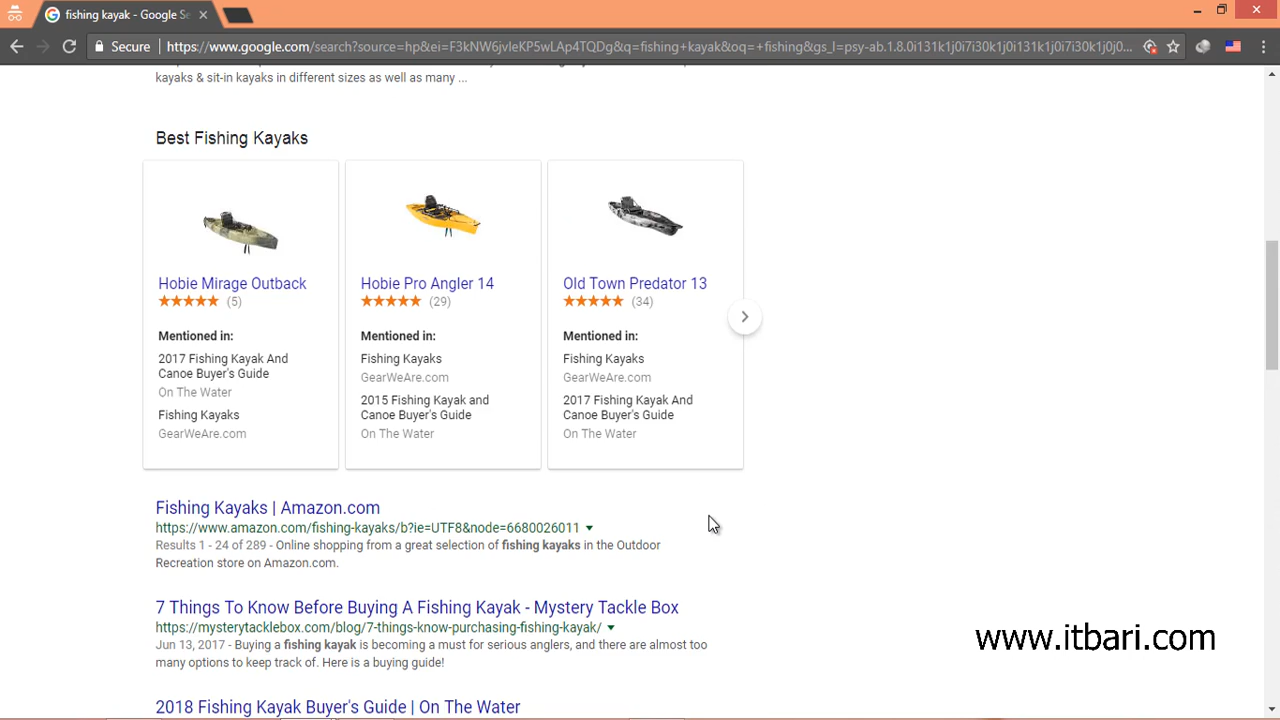 fishing kayak - Google Se
Secure
https://www.google.com/search?source=hp&ei=F3kNW6jvIeKP5wLAp4TQDg&q=fishing+kayak&oq=+fishing&gs_l=psy-ab.1.8.0i131k1j0i7i30k1j0i131k1j0i7i30k1j0j0...
kayaks & sit-in kayaks in different sizes as well as many ...
Best Fishing Kayaks
Hobie Mirage Outback
(5)
Mentioned in:
2017 Fishing Kayak And
Canoe Buyer's Guide
On The Water
Fishing Kayaks
GearWeAre.com
Hobie Pro Angler 14
(29)
Mentioned in:
Fishing Kayaks
GearWeAre.com
2015 Fishing Kayak and
Canoe Buyer's Guide
On The Water
Old Town Predator 13
(34)
Mentioned in:
Fishing Kayaks
GearWeAre.com
2017 Fishing Kayak And
Canoe Buyer's Guide
On The Water
Fishing Kayaks | Amazon.com
https://www.amazon.com/fishing-kayaks/b?ie=UTF8&node=6680026011
Results 1 - 24 of 289 - Online shopping from a great selection of fishing kayaks in the Outdoor
Recreation store on Amazon.com.
7 Things To Know Before Buying A Fishing Kayak - Mystery Tackle Box
https://mysterytacklebox.com/blog/7-things-know-purchasing-fishing-kayak/
Jun 13, 2017 - Buying a fishing kayak is becoming a must for serious anglers, and there are almost too
many options to keep track of. Here is a buying guide!
www.itbari.com
2018 Fishing Kayak Buyer's Guide | On The Water